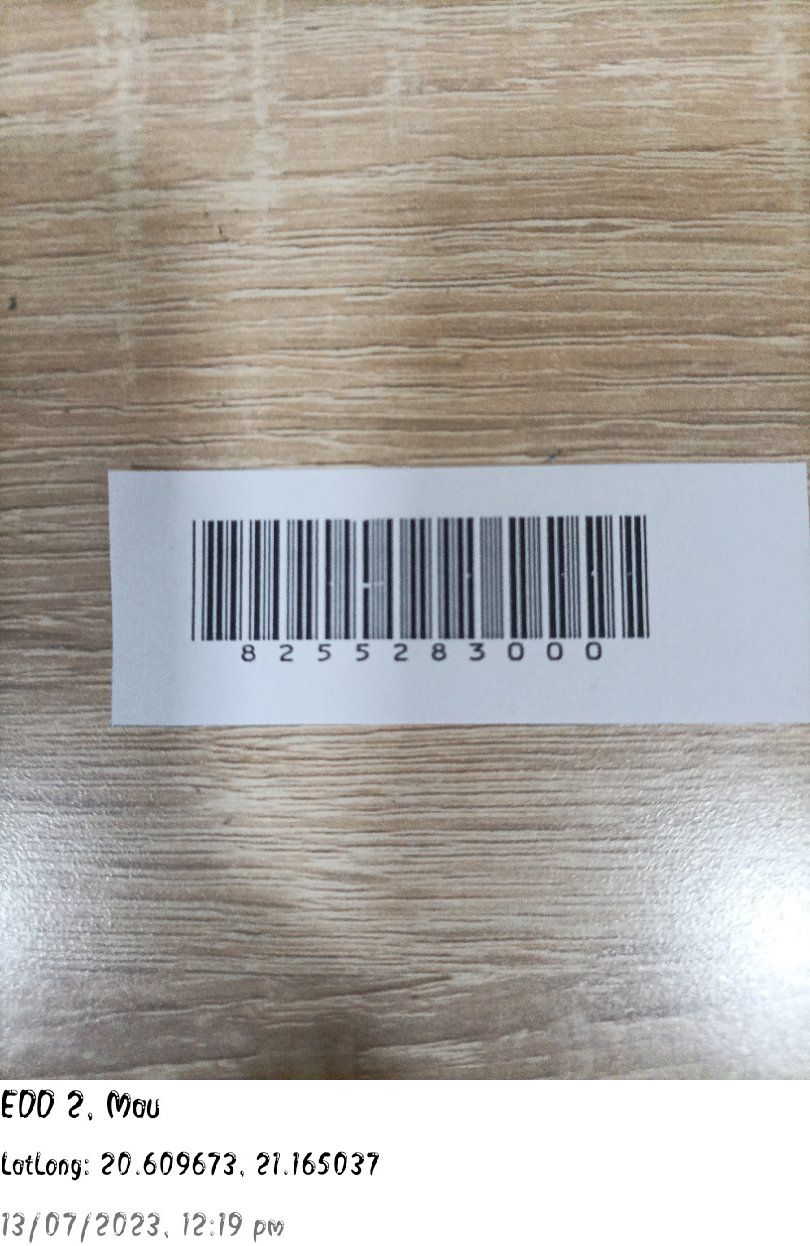 8255283000
EDD 2, Mou
LatLong: 20.609673, 21.165037
13/07/2023, 12:19 pm